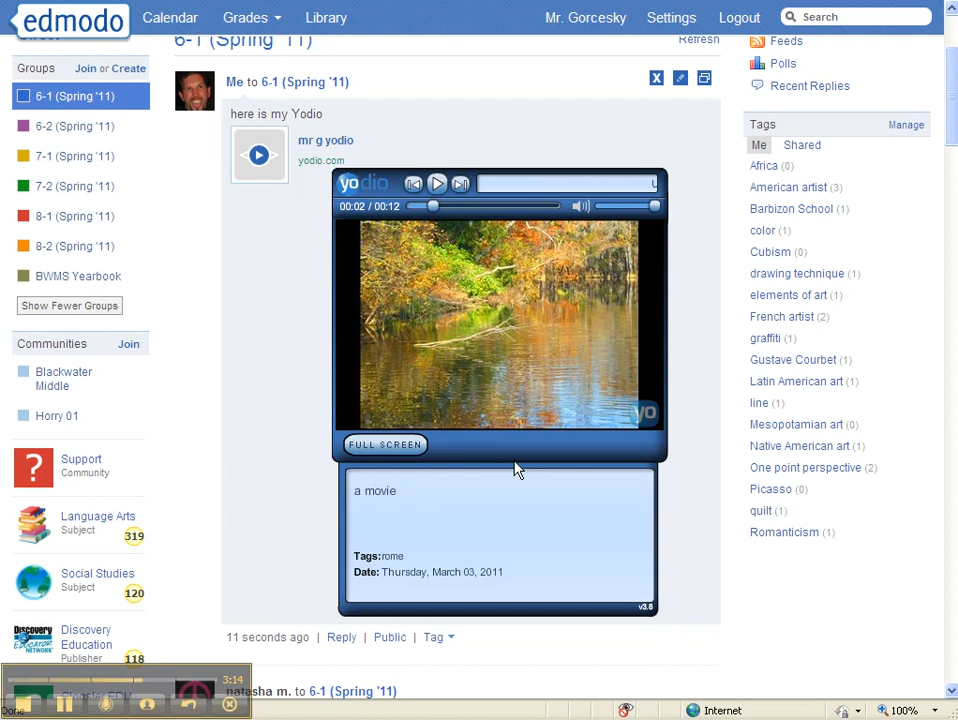 edmodo
Calendar
Grades
Library
Mr. Gorcesky
Settings
Logout
Search
6-1 (Spring '11)
Refresh
Groups
Join or Create
6-1 (Spring '11)
6-2 (Spring '11)
7-1 (Spring '11)
7-2 (Spring '11)
8-1 (Spring '11)
8-2 (Spring '11)
BWMS Yearbook
Show Fewer Groups
Communities
Join
Blackwater
Middle
Horry 01
?
Support
Community
Language Arts
Subject
319
Social Studies
Subject
120
DISCOVERY
EDUCATOR
NETWORK
Discovery
Education
Publisher
118
3:14
Done
Me to 6-1 (Spring '11)
X
here is my Yodio
mr g yodio
yodio.com
yodio
00:02 / 00:12
yo
FULL SCREEN
a movie
Tags:rome
Date: Thursday, March 03, 2011
v3.8
11 seconds ago
Reply
Public
Tag
natasha m. to 6-1 (Spring '11)
Feeds
Polls
Recent Replies
Tags
Manage
Me
Shared
Africa (0)
American artist (3)
Barbizon School (1)
color (1)
Cubism (0)
drawing technique (1)
elements of art (1)
French artist (2)
graffiti (1)
Gustave Courbet (1)
Latin American art (1)
line (1)
Mesopotamian art (0)
Native American art (1)
One point perspective (2)
Picasso (0)
quilt (1)
Romanticism (1)
Internet
100%